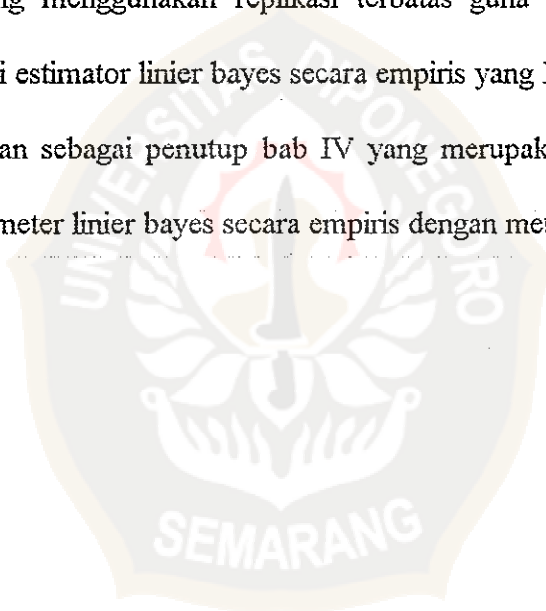 ng menggunakan replikasi terbatas guna
i estimator linier bayes secara empiris yang
an sebagai penutup bab IV yang merupak
meter linier bayes secara empiris dengan me
UNIVERSITAS DIPONEGORO
SEMARANG